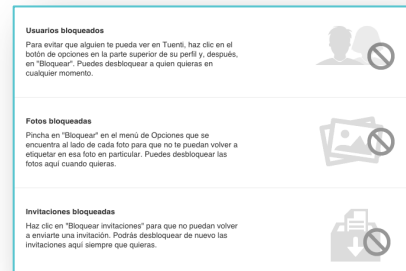 Usuarios bloqueados
Para evitar que alguien te pueda ver en Tuenti, haz clic en el
botón de opciones en la parte superior de su perfil y, después,
en "Bloquear". Puedes desbloquear a quien quieras en
cualquier momento.
Fotos bloqueadas
Pincha en "Bloquear" en el menú de Opciones que se
encuentra al lado de cada foto para que no te puedan volver a
etiquetar en esa foto en particular. Puedes desbloquear las
fotos aquí cuando quieras.
Invitaciones bloqueadas
Haz clic en "Bloquear invitaciones" para que no puedan volver
a enviarte una invitación. Podrás desbloquear de nuevo las
invitaciones aquí siempre que quieras.